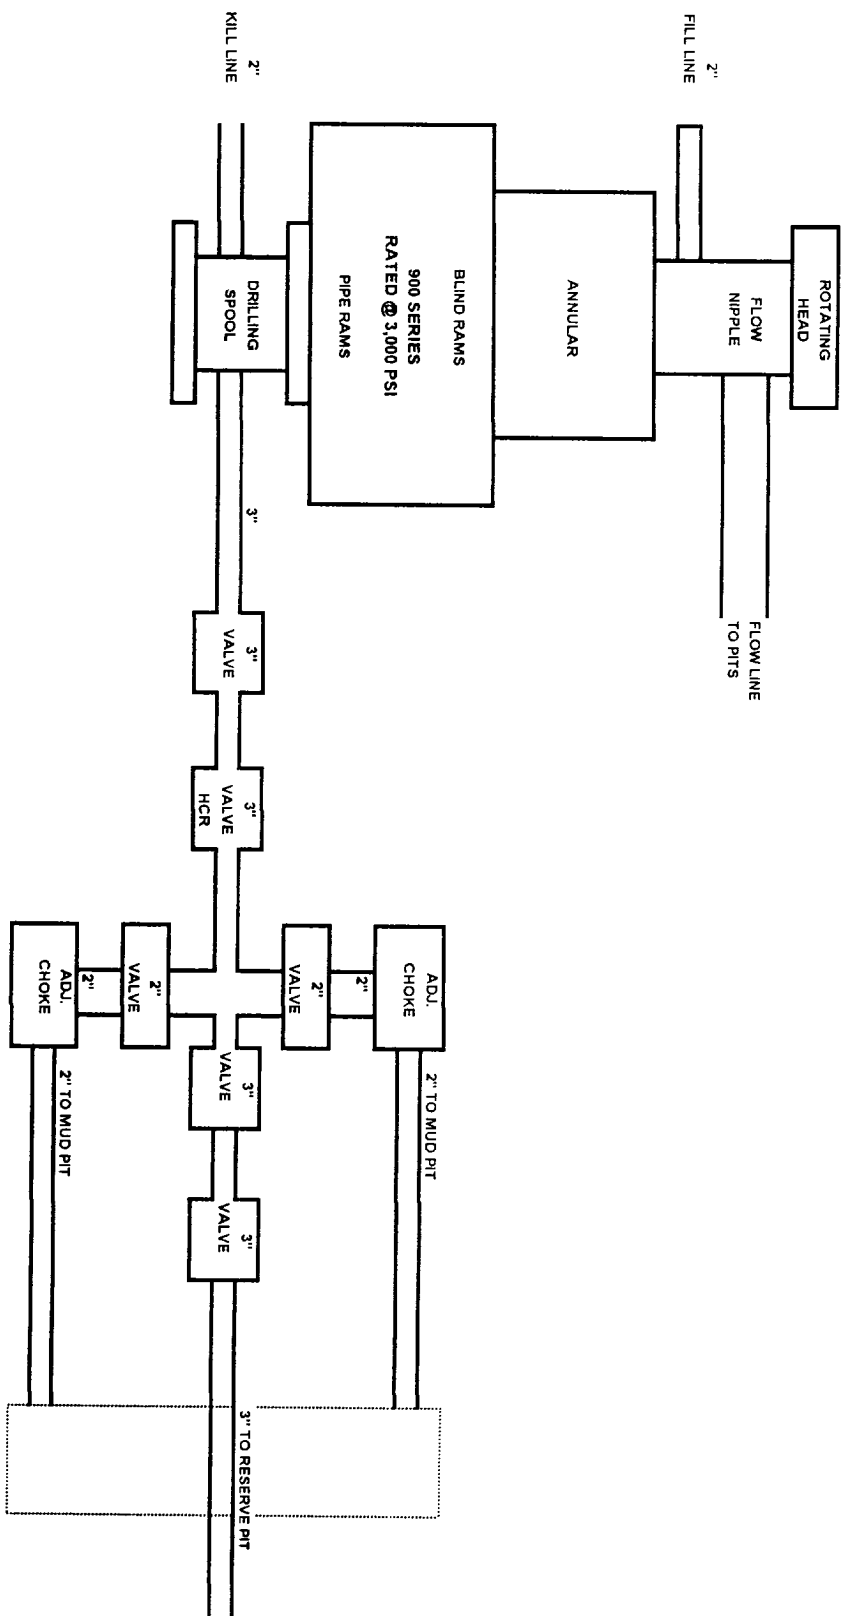 ROTATING
HEAD
2"
FILL LINE
FLOW
NIPPLE
FLOW LINE
TO PITS
ANNULAR
BLIND RAMS
900 SERIES
RATED @ 3,000 PSI
PIPE RAMS
2"
KILL LINE
DRILLING
SPOOL
3"
3"
VALVE
3"
VALVE
HCR
ADJ.
CHOKE
2"
2"
VALVE
2" TO MUD PIT
3"
VALVE
3"
VALVE
3" TO RESERVE PIT
2"
VALVE
2"
ADJ.
CHOKE
2" TO MUD PIT